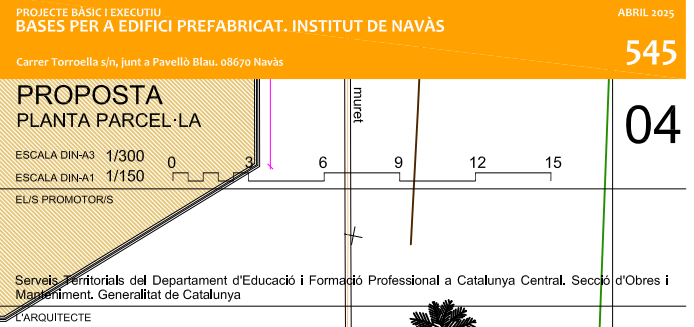 PROJECTE BÀSIC I EXECUTIU
ABRIL 2025
BASES PER A EDIFICI PREFABRICAT. INSTITUT DE NAVÀS
545
Carrer Torroella s/n, junt a Pavelló Blau. 08670 Navàs
PROPOSTA
PLANTA PARCEL·LA
muret
04
ESCALA DIN-A3 1/300
ESCALA DIN-A1 1/150
0 3 6 9 12 15
EL/S PROMOTOR/S
Serveis Territorials del Departament d'Educació i Formació Professional a Catalunya Central. Secció d'Obres i
Manteniment. Generalitat de Catalunya
L'ARQUITECTE